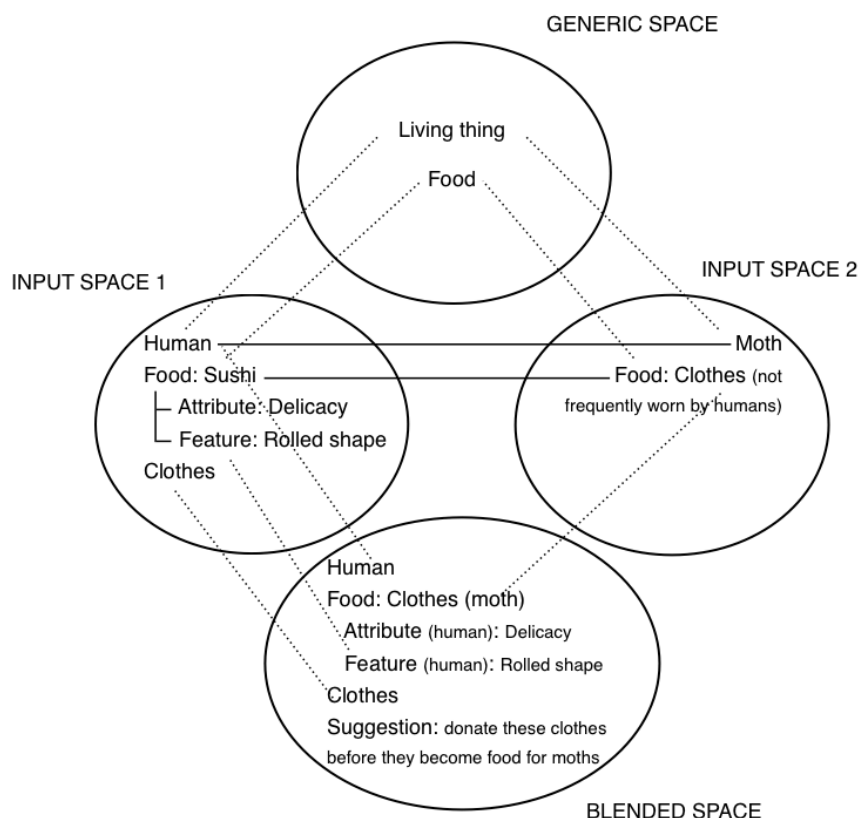 GENERIC SPACE
Living thing
Food
INPUT SPACE 1
INPUT SPACE 2
Human
Food: Sushi
Attribute: Delicacy
Feature: Rolled shape
Clothes
Moth
Food: Clothes (not
frequently worn by humans)
Human
Food: Clothes (moth)
Attribute (human): Delicacy
Feature (human): Rolled shape
Clothes
Suggestion: donate these clothes
before they become food for moths
BLENDED SPACE